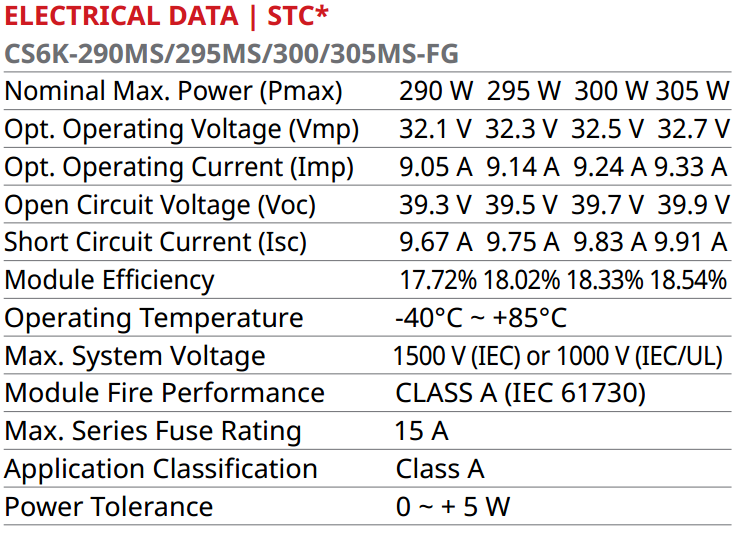 ELECTRICAL DATA | STC*
CS6K-290MS/295MS/300/305MS-FG
Nominal Max. Power (Pmax) 290 W 295 W 300 W 305 W
Opt. Operating Voltage (Vmp) 32.1 V 32.3 V 32.5 V 32.7 V
Opt. Operating Current (Imp) 9.05 A 9.14 A 9.24 A 9.33 A
Open Circuit Voltage (Voc) 39.3 V 39.5 V 39.7 V 39.9 V
Short Circuit Current (Isc) 9.67 A 9.75 A 9.83 A 9.91 A
Module Efficiency 17.72% 18.02% 18.33% 18.54%
Operating Temperature -40°C ~ +85°C
Max. System Voltage 1500 V (IEC) or 1000 V (IEC/UL)
Module Fire Performance CLASS A (IEC 61730)
Max. Series Fuse Rating 15 A
Application Classification Class A
Power Tolerance 0 ~ + 5 W